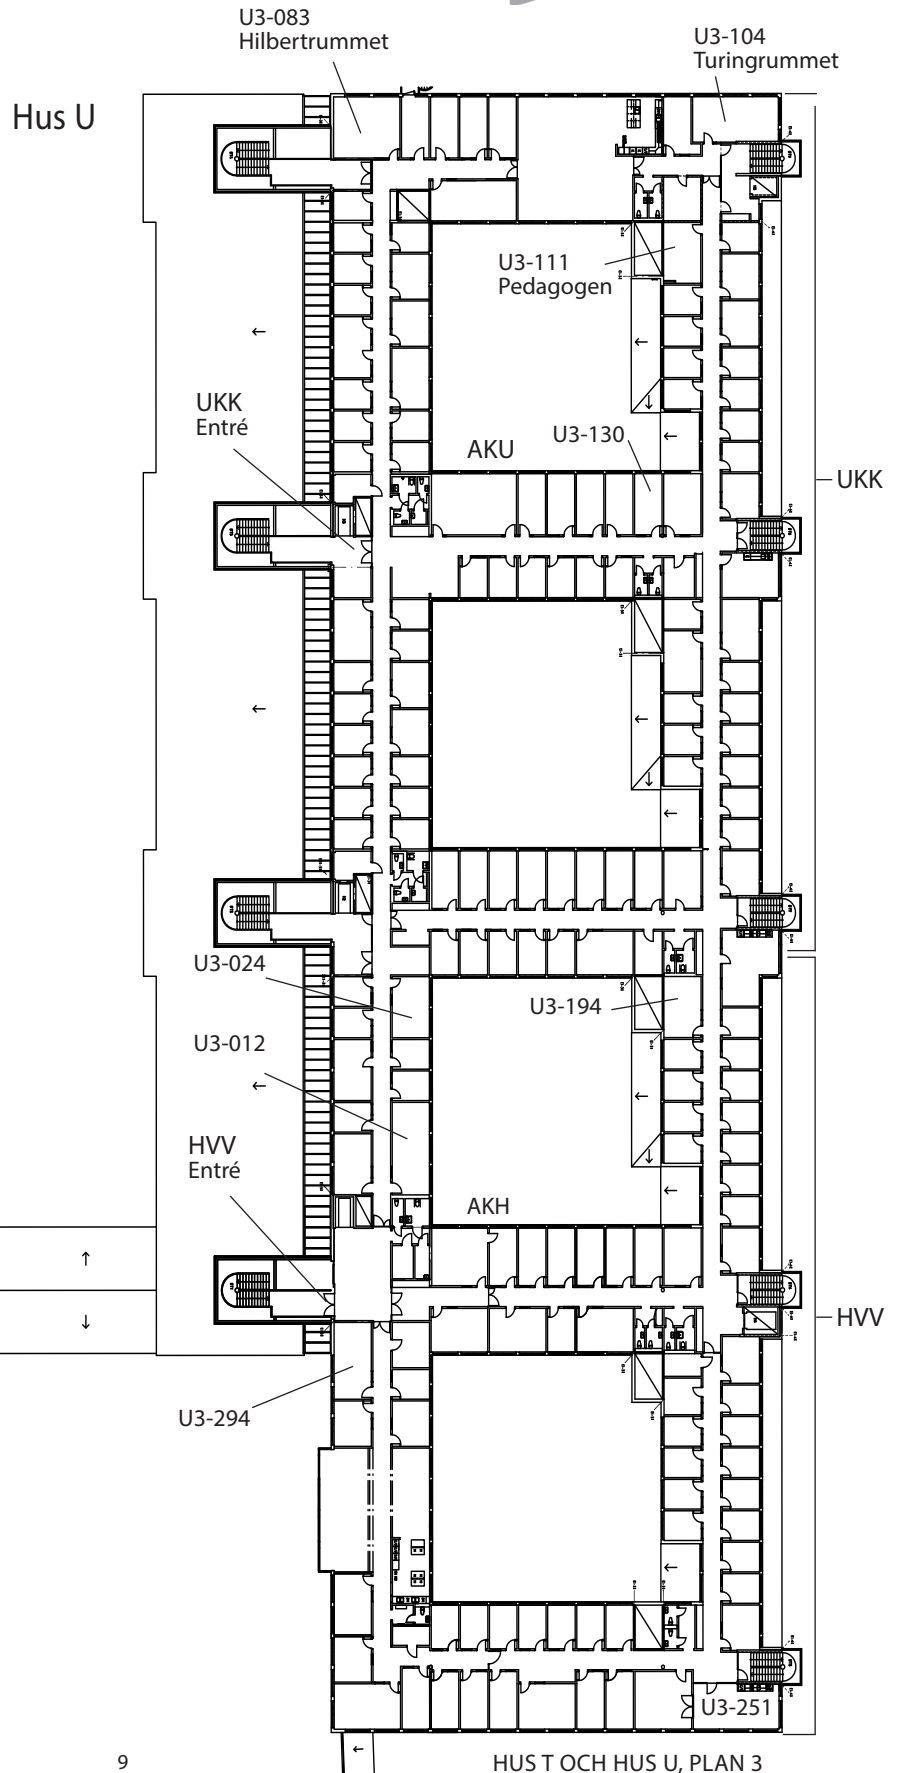 U3-083
Hilbertrummet
U3-104
Turingrummet
Hus U
U3-111
Pedagogen
UKK
Entré
AKU
U3-130
UKK
U3-024
U3-194
U3-012
HVV
Entré
AKH
HVV
U3-294
U3-251
9
HUS T OCH HUS U, PLAN 3